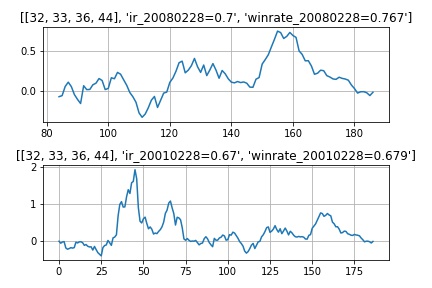 [[32, 33, 36, 44], 'ir_20080228=0.7', 'winrate_20080228=0.767']
0.5
0.0
80 100 120 140 160 180
[[32, 33, 36, 44], 'ir_20010228=0.67', 'winrate_20010228=0.679']
2
1
0
0 25 50 75 100 125 150 175